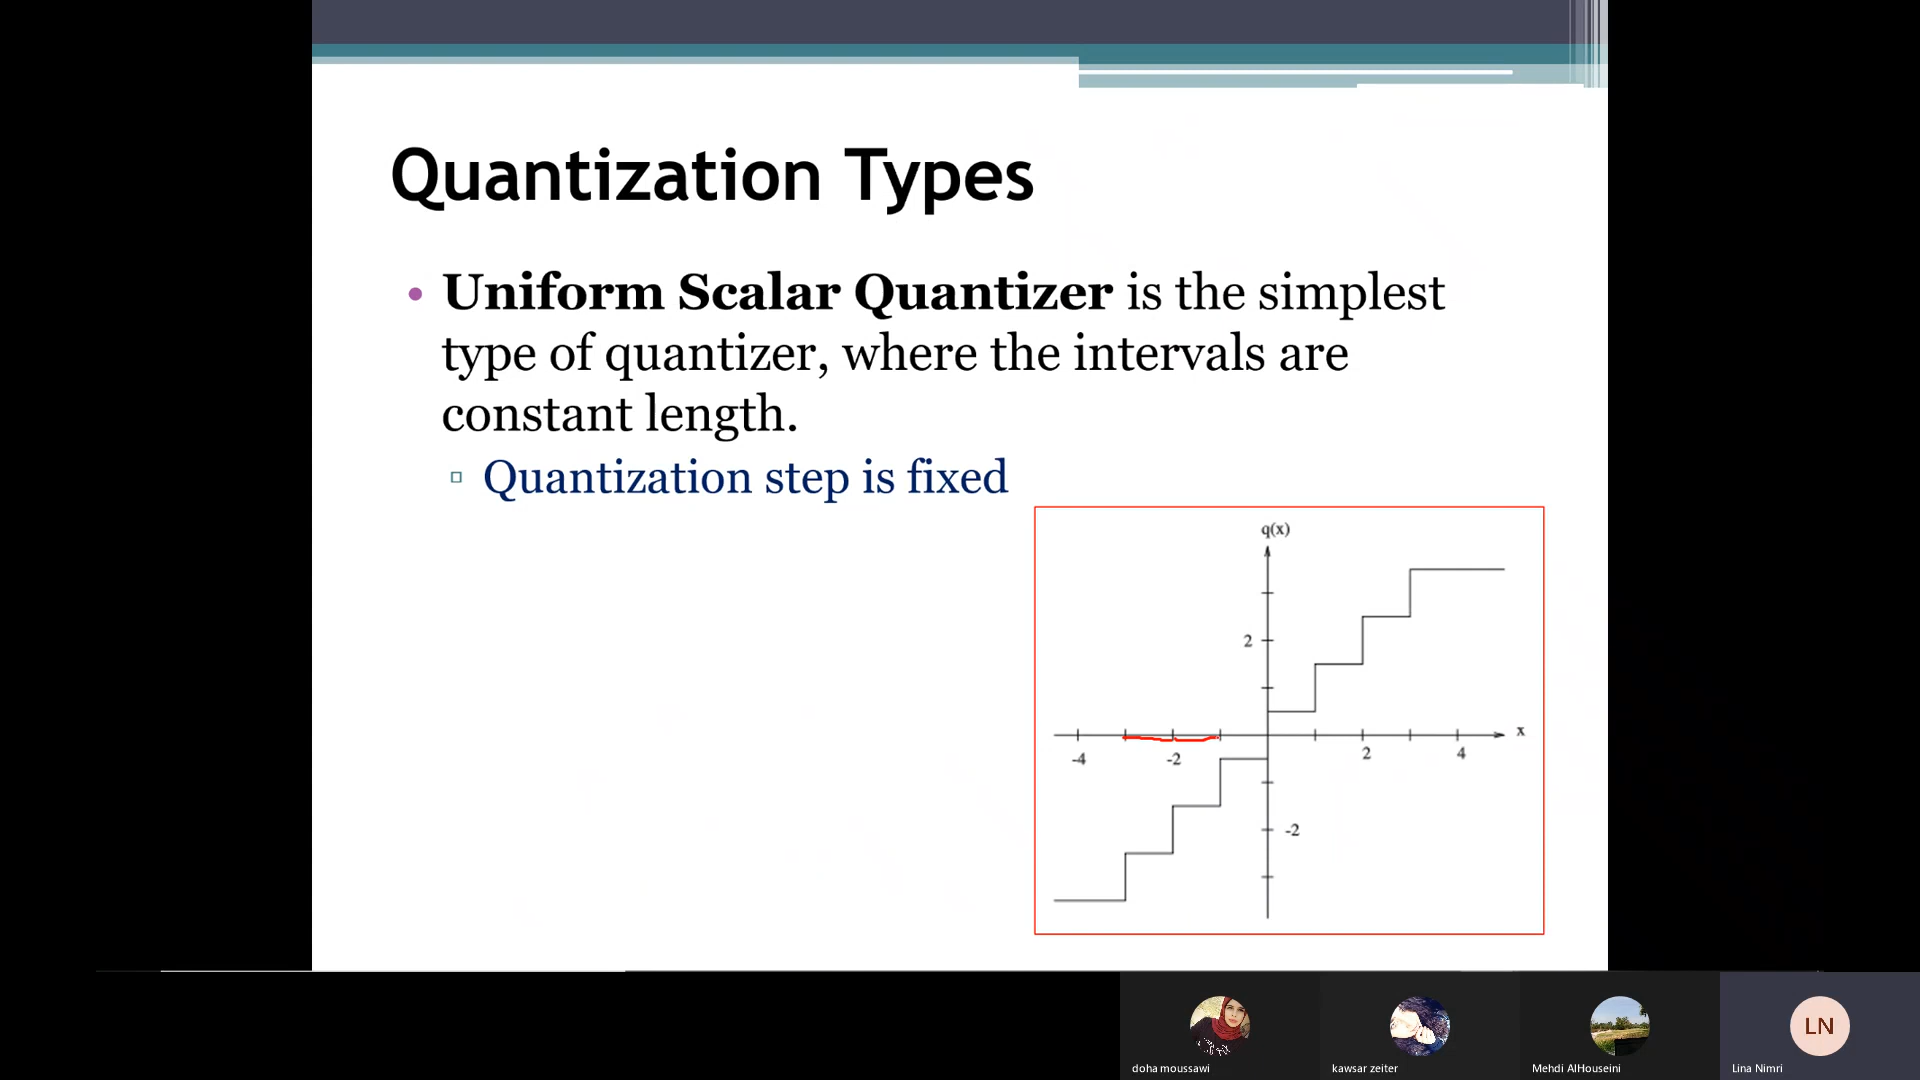 Quantization Types
• Uniform Scalar Quantizer is the simplest
type of quantizer, where the intervals are
constant length.
▫ Quantization step is fixed
q(x)
2
x
-4
-2
2
4
-2
LN
doha moussawi
kawsar zeiter
Mehdi AlHouseini
Lina Nimri